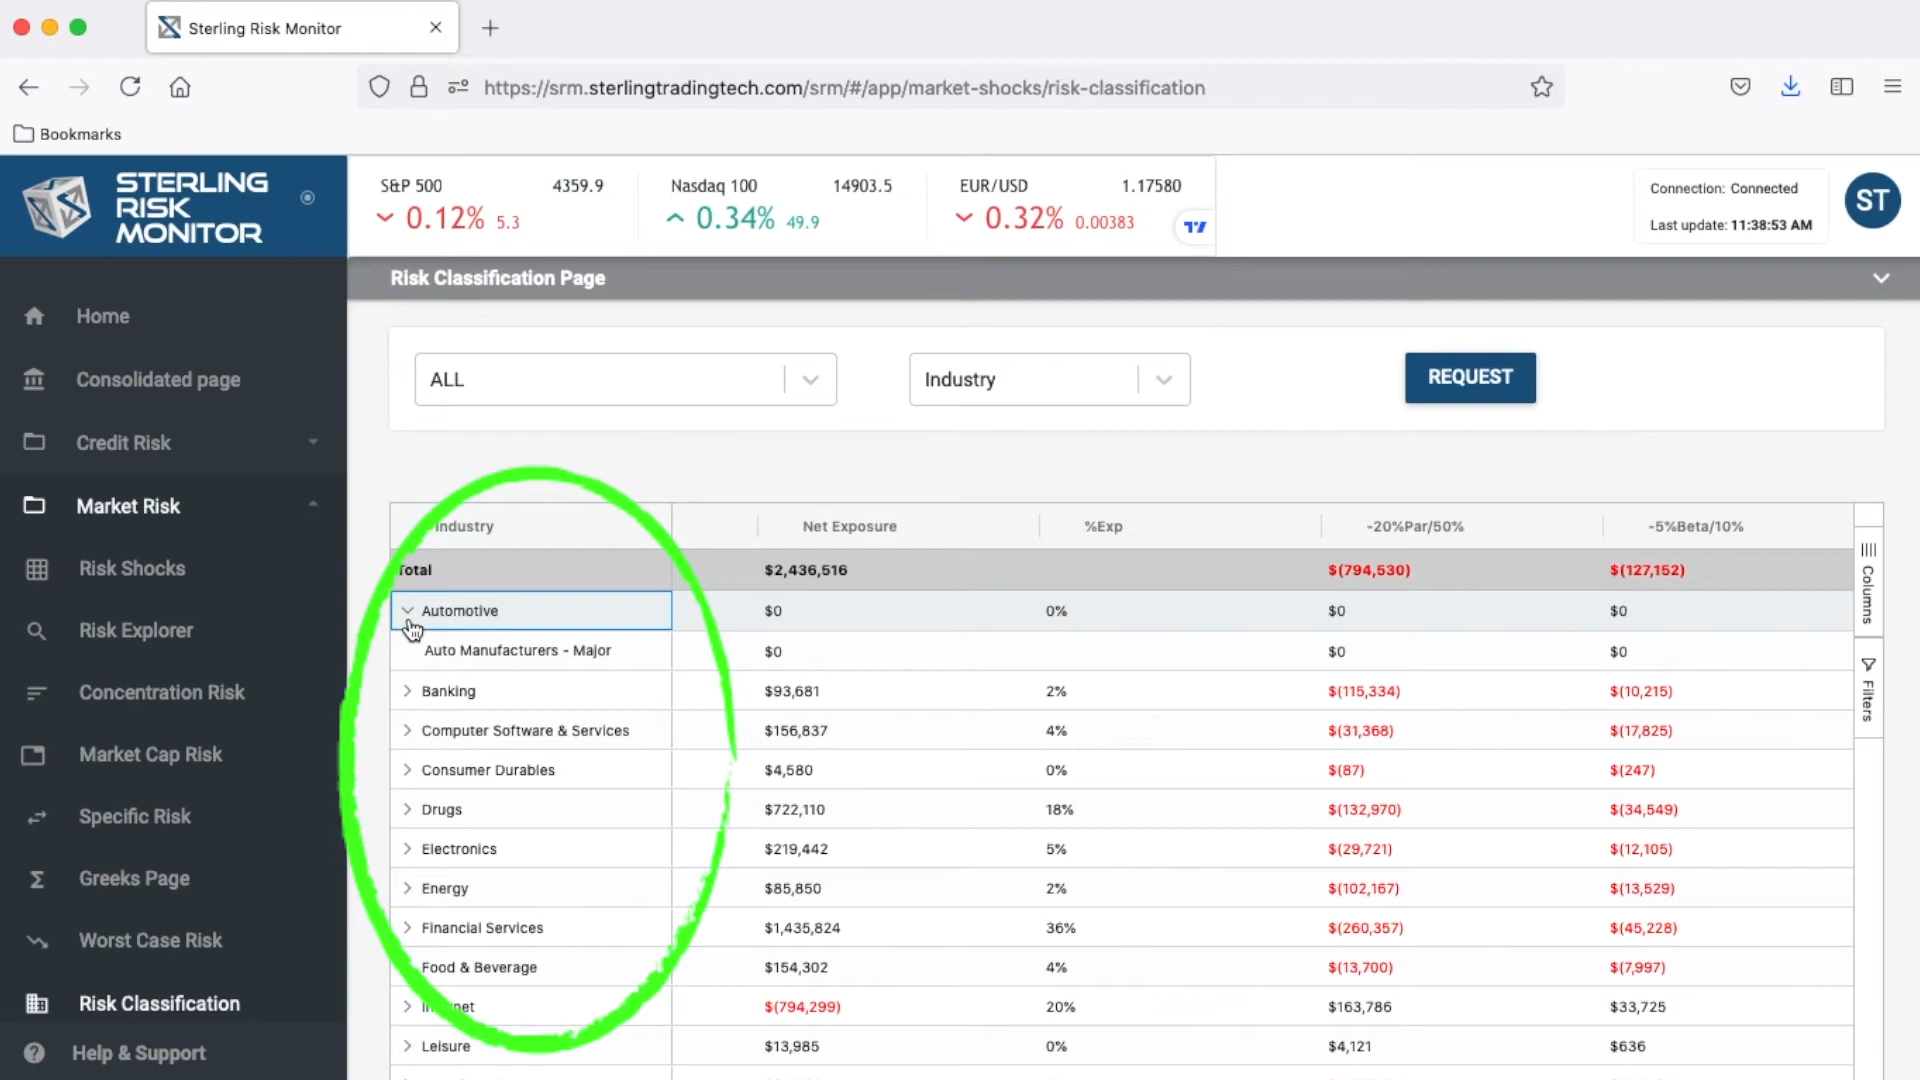 Sterling Risk Monitor
https://srm.sterlingtradingtech.com/srm/#/app/market-shocks/risk-classification
Bookmarks
STERLING
RISK
MONITOR
S&P 500 4359.9
0.12% 5.3
Nasdaq 100 14903.5
0.34% 49.9
EUR/USD 1.17580
0.32% 0.00383
Connection: Connected
Last update: 11:38:53 AM
ST
Risk Classification Page
Home
Consolidated page
Credit Risk
Market Risk
Risk Shocks
Risk Explorer
Concentration Risk
Market Cap Risk
Specific Risk
Greeks Page
Worst Case Risk
Risk Classification
Help & Support
ALL
Industry
REQUEST
Industry Net Exposure %Exp -20%Par/50% -5%Beta/10%
Total $2,436,516 $(794,530) $(127,152)
Automotive $0 0% $0 $0
Auto Manufacturers - Major $0 $0 $0
Banking $93,681 2% $(115,334) $(10,215)
Computer Software & Services $156,837 4% $(31,368) $(17,825)
Consumer Durables $4,580 0% $(87) $(247)
Drugs $722,110 18% $(132,970) $(34,549)
Electronics $219,442 5% $(29,721) $(12,105)
Energy $85,850 2% $(102,167) $(13,529)
Financial Services $1,435,824 36% $(260,357) $(45,228)
Food & Beverage $154,302 4% $(13,700) $(7,997)
Internet $(794,299) 20% $163,786 $33,725
Leisure $13,985 0% $4,121 $636
Columns
Filters